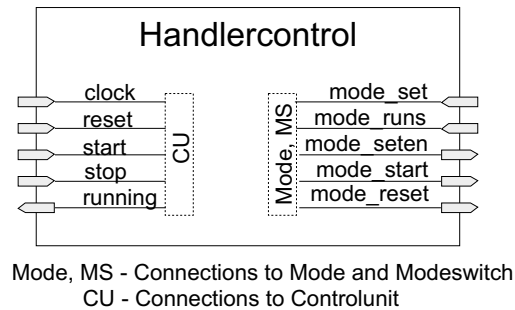 Handlercontrol
clock
reset
start
stop
running
CU
Mode, MS
mode_set
mode_runs
mode_seten
mode_start
mode_reset
Mode, MS - Connections to Mode and Modeswitch
CU - Connections to Controlunit